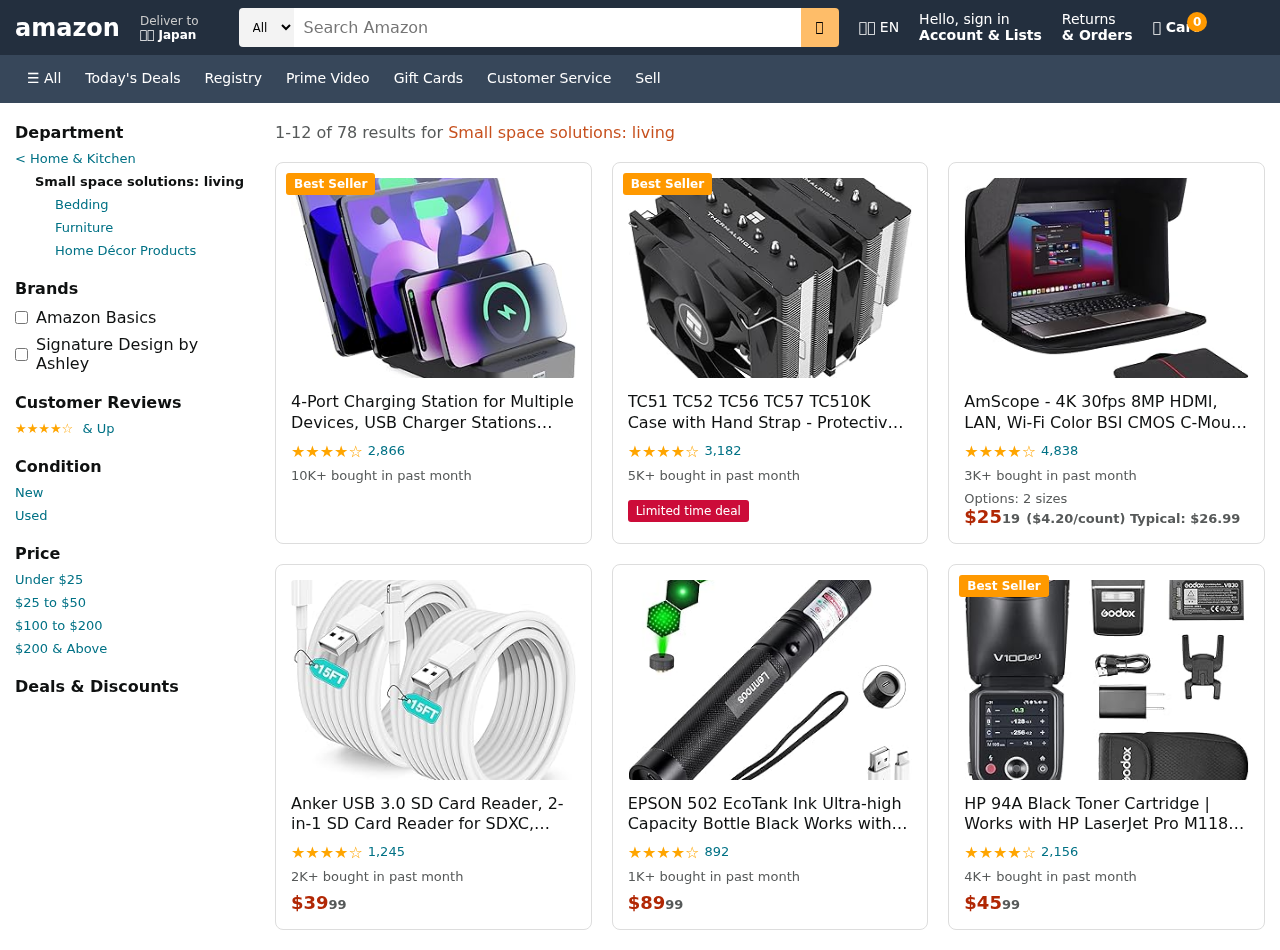 amazon
Deliver to
Japan
All
Search Amazon
EN
Hello, sign in
Account & Lists
Returns
& Orders
0
☰ All
Today's Deals
Registry
Prime Video
Gift Cards
Customer Service
Sell
Department
< Home & Kitchen
Small space solutions: living
Bedding
Furniture
Home Décor Products
Brands
Amazon Basics
Signature Design by
Ashley
Customer Reviews
★★★★☆ & Up
Condition
New
Used
Price
Under $25
$25 to $50
$100 to $200
$200 & Above
Deals & Discounts
1-12 of 78 results for Small space solutions: living
Best Seller
4-Port Charging Station for Multiple
Devices, USB Charger Stations…
★★★★☆ 2,866
10K+ bought in past month
Best Seller
THERMALRIGHT
TC51 TC52 TC56 TC57 TC510K
Case with Hand Strap - Protectiv…
★★★★☆ 3,182
5K+ bought in past month
Limited time deal
AmScope - 4K 30fps 8MP HDMI,
LAN, Wi-Fi Color BSI CMOS C-Mou…
★★★★☆ 4,838
3K+ bought in past month
Options: 2 sizes
$25 19 ($4.20/count) Typical: $26.99
15FT
15FT
Anker USB 3.0 SD Card Reader, 2-
in-1 SD Card Reader for SDXC,…
★★★★☆ 1,245
2K+ bought in past month
$39 99
Lennoos
EPSON 502 EcoTank Ink Ultra-high
Capacity Bottle Black Works with…
★★★★☆ 892
1K+ bought in past month
$89 99
Best Seller
Godox
VB30
V100
Godox
HP 94A Black Toner Cartridge |
Works with HP LaserJet Pro M118…
★★★★☆ 2,156
4K+ bought in past month
$45 99